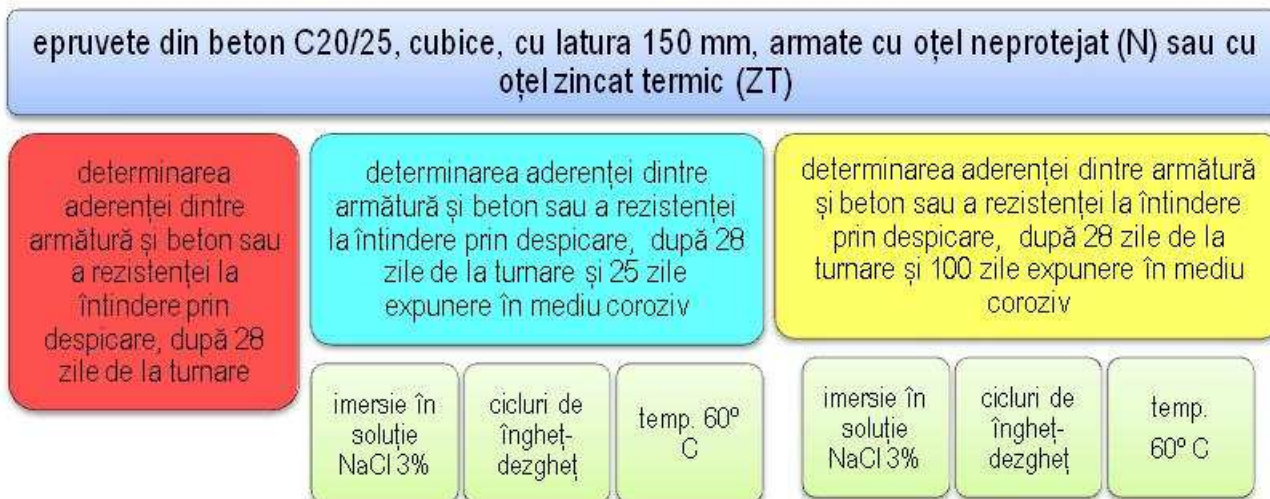 epruvete din beton C20/25, cubice, cu latura 150 mm, armate cu oțel neprotejat (N) sau cu
oțel zincat termic (ZT)
determinarea
aderenței dintre
armătură și beton sau
a rezistenței la
întindere prin
despicare, după 28
zile de la turnare
determinarea aderenței dintre
armătură și beton sau a rezistenței
la întindere prin despicare, după 28
zile de la turnare și 25 zile
expunere în mediu coroziv
imersie în
soluție
NaCl 3%
cicluri de
îngheț-
dezgheț
temp. 60º
C
determinarea aderenței dintre armătură
și beton sau a rezistenței la întindere
prin despicare, după 28 zile de la
turnare și 100 zile expunere în mediu
coroziv
imersie în
soluție
NaCl 3%
cicluri de
îngheț-
dezgheț
temp.
60º C